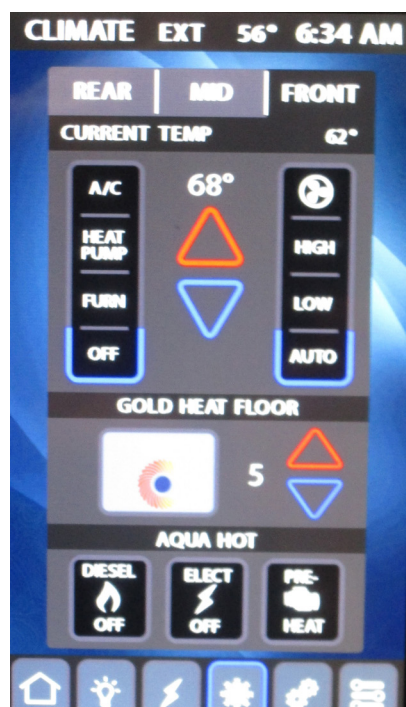 CLIMATE EXT 56° 6:34 AM
REAR MID FRONT
CURRENT TEMP 62°
A/C 68°
HEAT PUMP HIGH
FURN LOW
OFF AUTO
GOLD HEAT FLOOR
5
AQUA HOT
DIESEL ELECT PRE-
OFF OFF HEAT